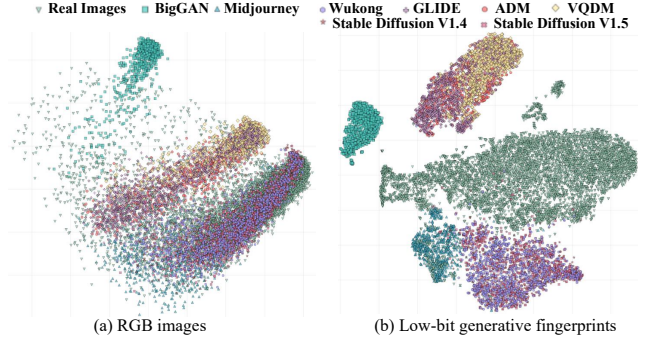 Real Images BigGAN Midjourney Wukong GLIDE ADM VQDM
Stable Diffusion V1.4 Stable Diffusion V1.5
(a) RGB images (b) Low-bit generative fingerprints